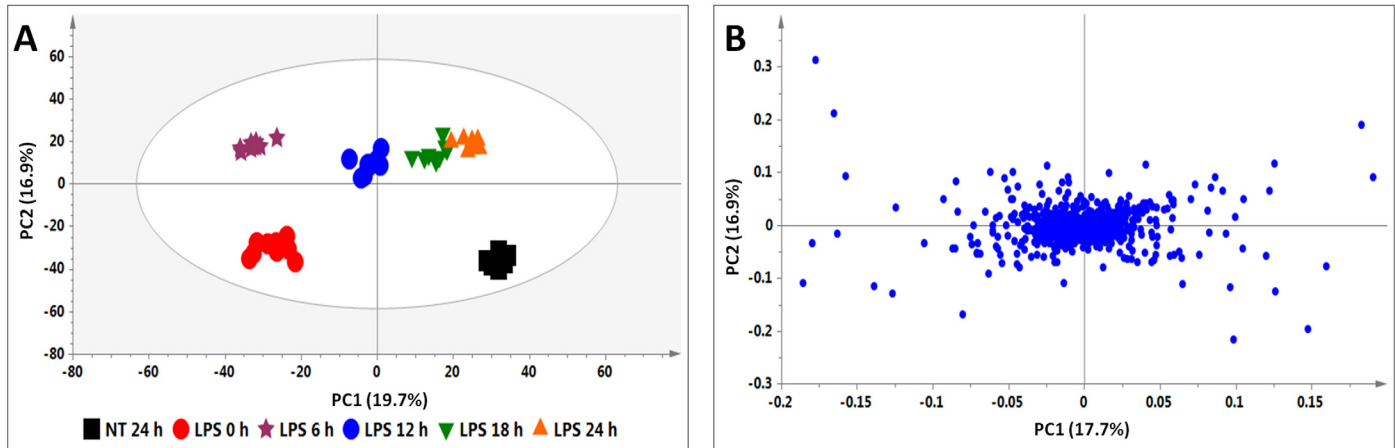 A
60
40
20
0
-20
-40
-60
-80
-80 -60 -40 -20 0 20 40 60
PC2 (16.9%)
PC1 (19.7%)
NT 24 h LPS 0 h LPS 6 h LPS 12 h LPS 18 h LPS 24 h
B
0.3
0.2
0.1
0
-0.1
-0.2
-0.3
-0.2 -0.15 -0.1 -0.05 0 0.05 0.1 0.15
PC2 (16.9%)
PC1 (17.7%)